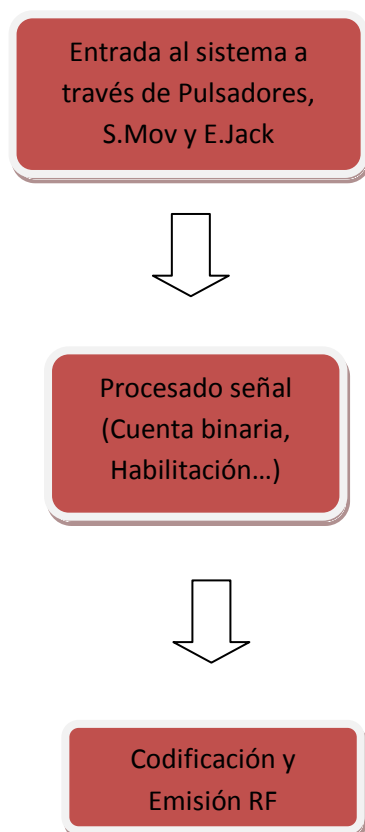 Entrada al sistema a
través de Pulsadores,
S.Mov y E.Jack
Procesado señal
(Cuenta binaria,
Habilitación...)
Codificación y
Emisión RF